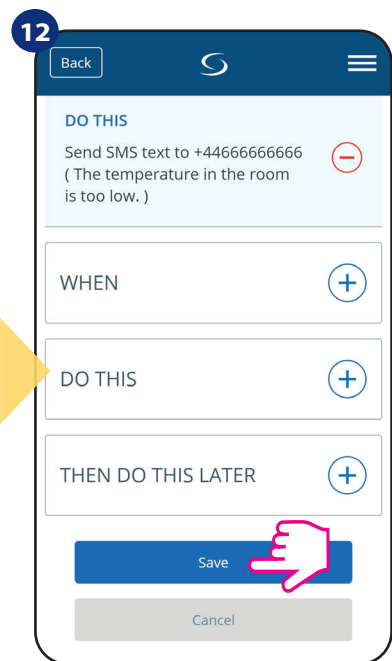 12
Back
DO THIS
Send SMS text to +44666666666
( The temperature in the room
is too low. )
WHEN
DO THIS
THEN DO THIS LATER
Save
Cancel